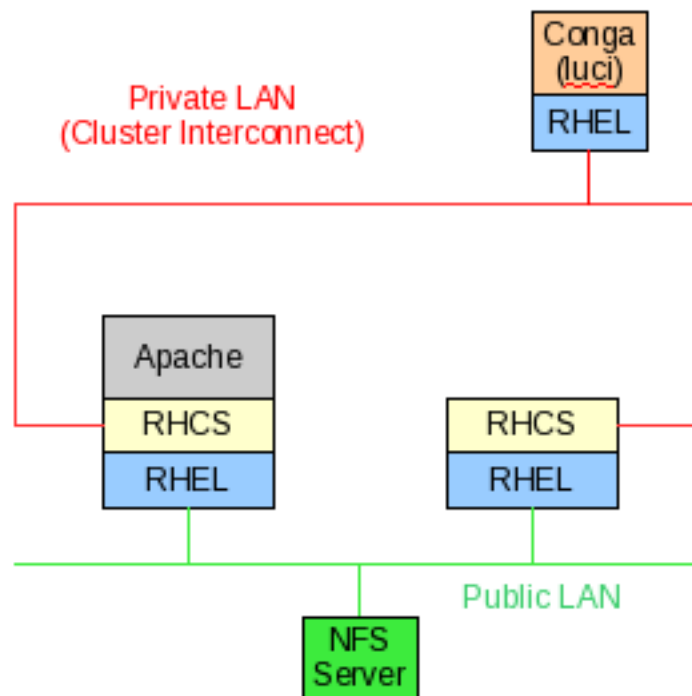 Conga
(luci)
RHEL
Private LAN
(Cluster Interconnect)
Apache
RHCS
RHEL
RHCS
RHEL
Public LAN
NFS
Server